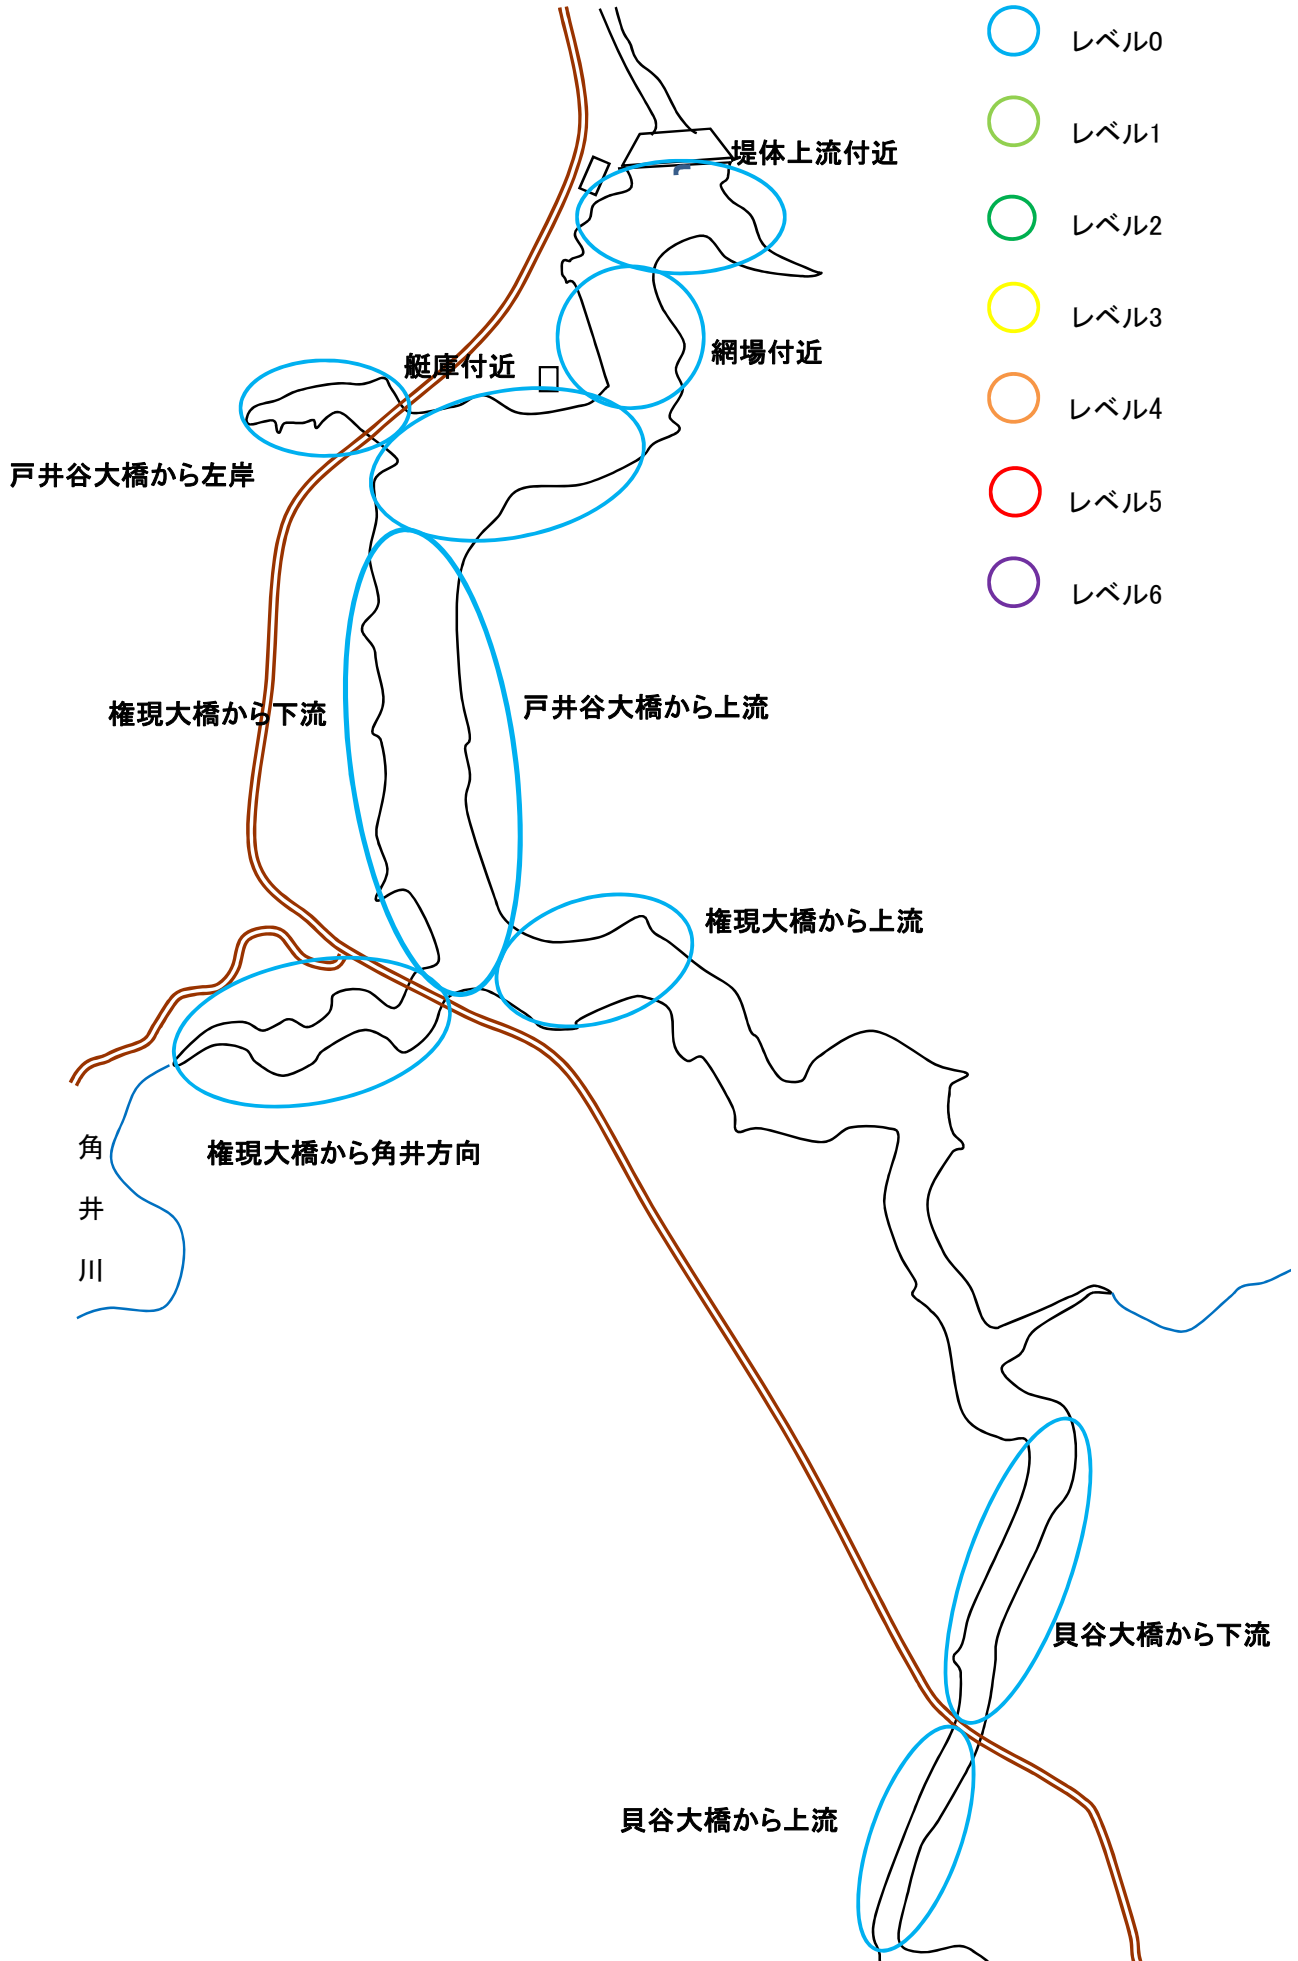 レベル0
レベル1
堤体上流付近
レベル2
レベル3
網場付近
艇庫付近
レベル4
戸井谷大橋から左岸
レベル5
レベル6
権現大橋から下流
戸井谷大橋から上流
権現大橋から上流
角井川
権現大橋から角井方向
貝谷大橋から下流
貝谷大橋から上流